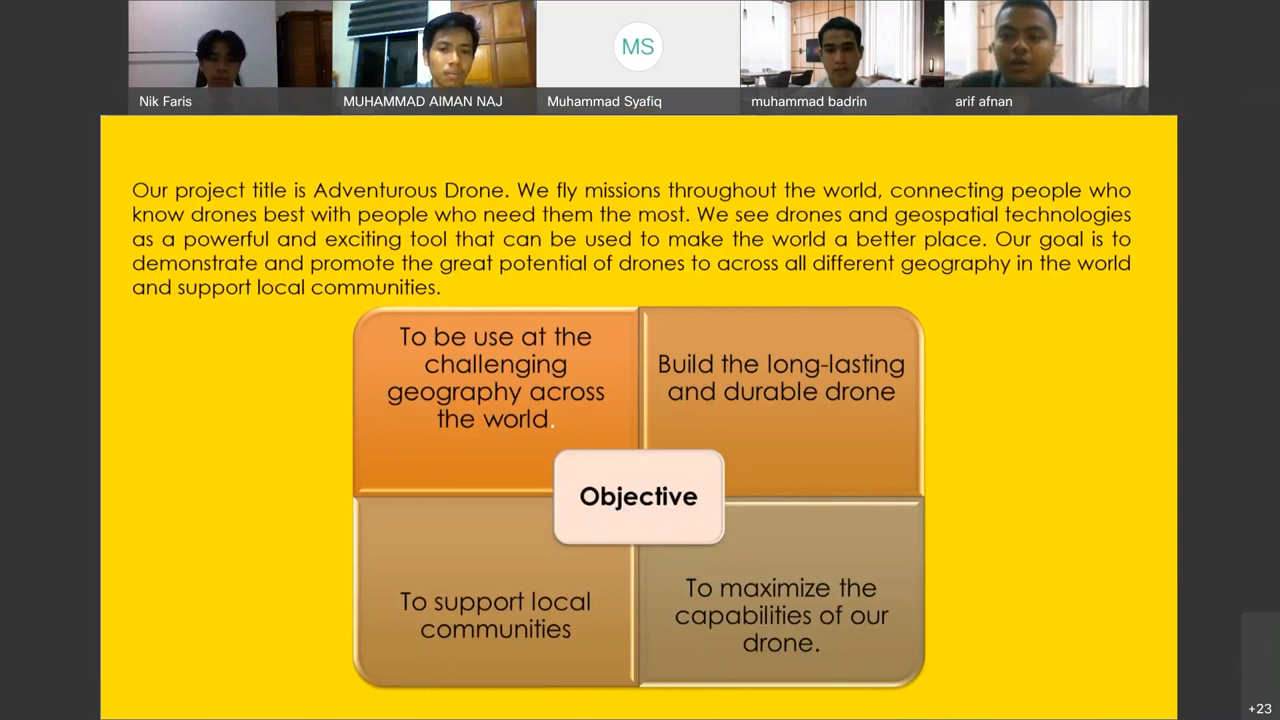 MS
Nik Faris
MUHAMMAD AIMAN NAJ
Muhammad Syafiq
muhammad badrin
arif afnan
Our project title is Adventurous Drone. We fly missions throughout the world, connecting people who
know drones best with people who need them the most. We see drones and geospatial technologies
as a powerful and exciting tool that can be used to make the world a better place. Our goal is to
demonstrate and promote the great potential of drones to across all different geography in the world
and support local communities.
To be use at the
challenging
geography across
the world.
Build the long-lasting
and durable drone
Objective
To support local
communities
To maximize the
capabilities of our
drone.
+23